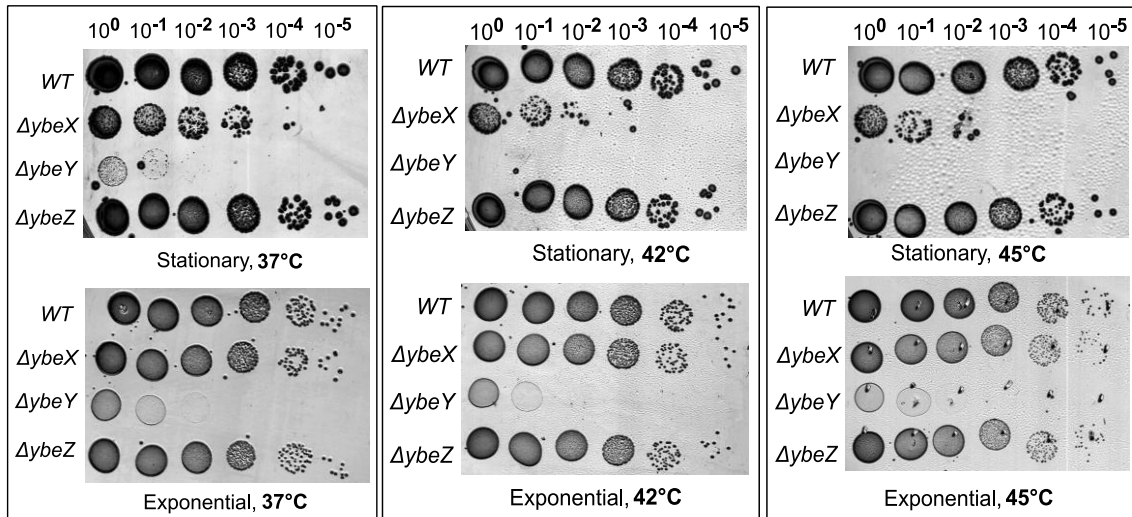 10⁰ 10⁻¹ 10⁻² 10⁻³ 10⁻⁴ 10⁻⁵
WT
ΔybeX
ΔybeY
ΔybeZ
Stationary, 37°C
WT
ΔybeX
ΔybeY
ΔybeZ
Exponential, 37°C
10⁰ 10⁻¹ 10⁻² 10⁻³ 10⁻⁴ 10⁻⁵
WT
ΔybeX
ΔybeY
ΔybeZ
Stationary, 42°C
WT
ΔybeX
ΔybeY
ΔybeZ
Exponential, 42°C
10⁰ 10⁻¹ 10⁻² 10⁻³ 10⁻⁴ 10⁻⁵
WT
ΔybeX
ΔybeY
ΔybeZ
Stationary, 45°C
WT
ΔybeX
ΔybeY
ΔybeZ
Exponential, 45°C